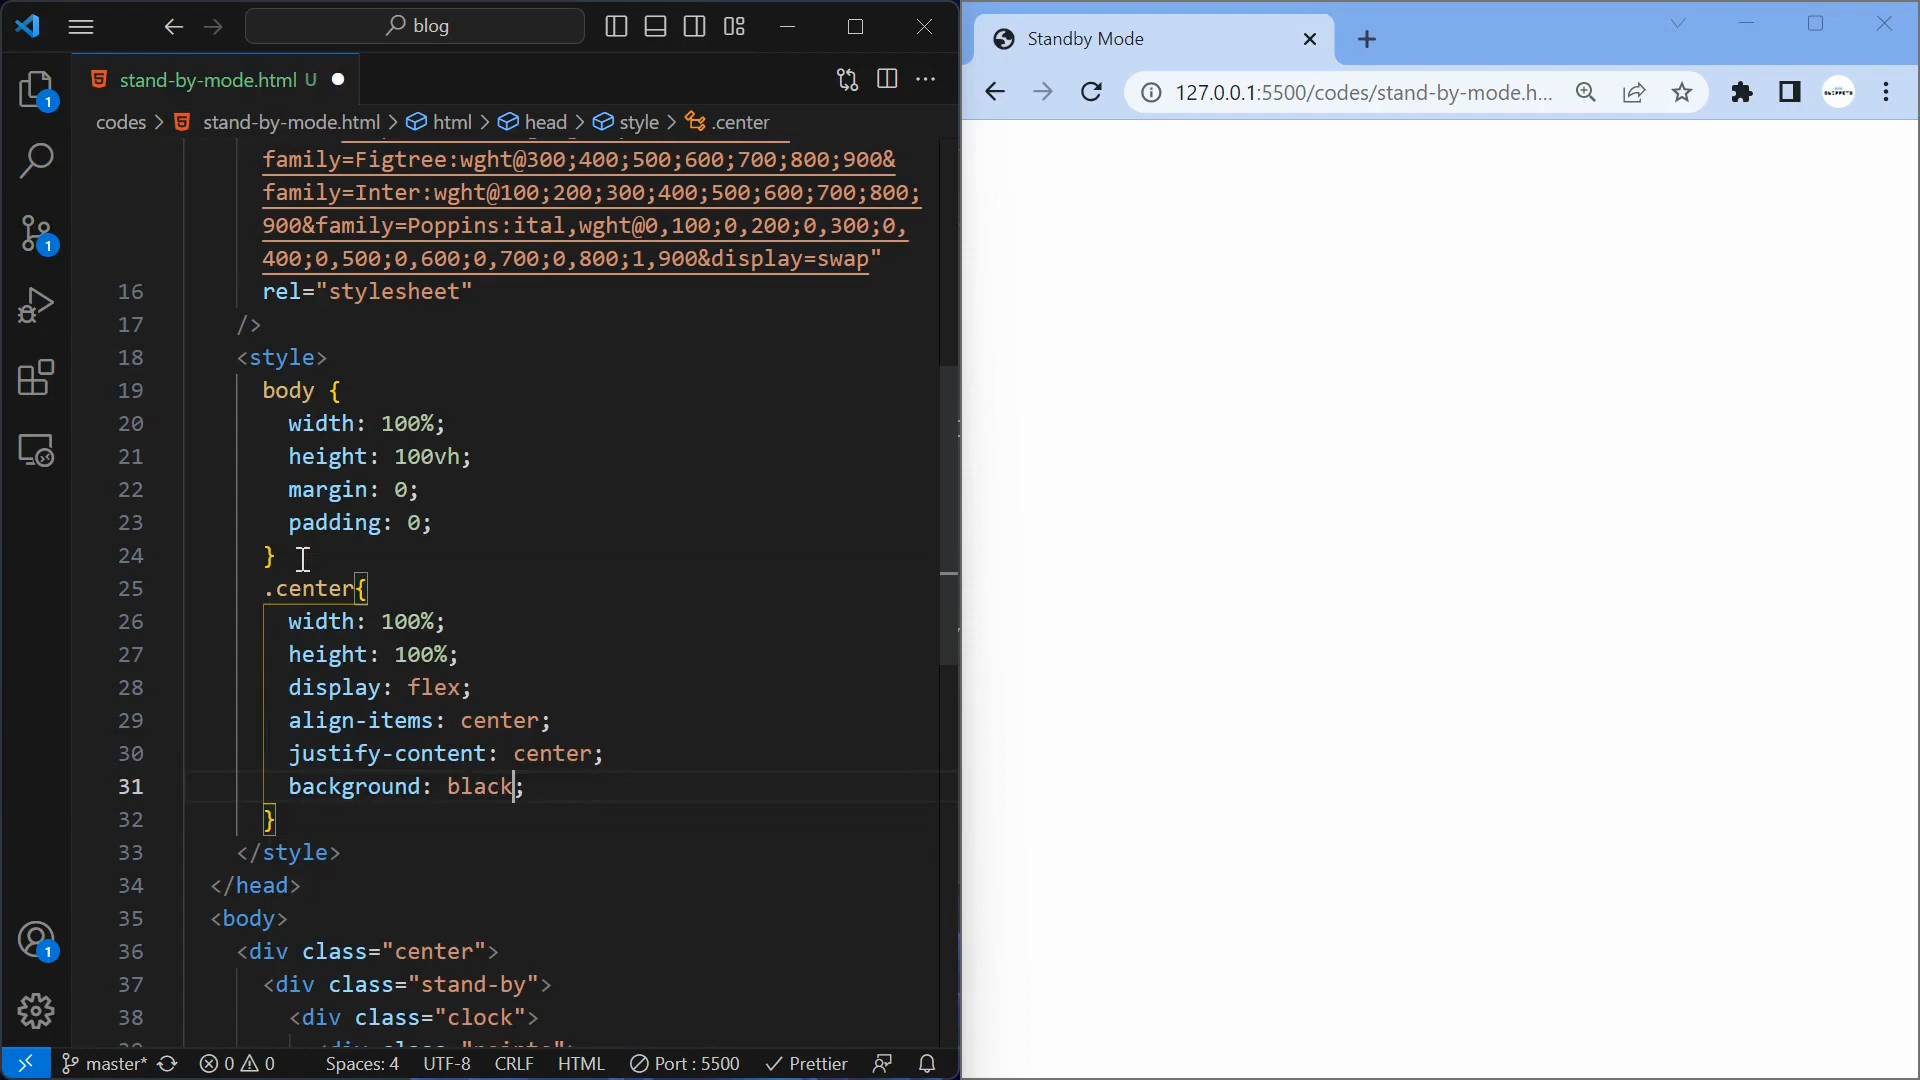 blog
stand-by-mode.html U
codes > stand-by-mode.html > html > head > style > .center
family=Figtree:wght@300;400;500;600;700;800;900&
family=Inter:wght@100;200;300;400;500;600;700;800;
900&family=Poppins:ital,wght@0,100;0,200;0,300;0,
400;0,500;0,600;0,700;0,800;1,900&display=swap"
16 rel="stylesheet"
17 />
18 <style>
19 body {
20 width: 100%;
21 height: 100vh;
22 margin: 0;
23 padding: 0;
24 }
25 .center{
26 width: 100%;
27 height: 100%;
28 display: flex;
29 align-items: center;
30 justify-content: center;
31 background: black;
32 }
33 </style>
34 </head>
35 <body>
36 <div class="center">
37 <div class="stand-by">
38 <div class="clock">
1
1
1
master* 0 0 Spaces: 4 UTF-8 CRLF HTML Port : 5500 Prettier
Standby Mode
127.0.0.1:5500/codes/stand-by-mode.h...